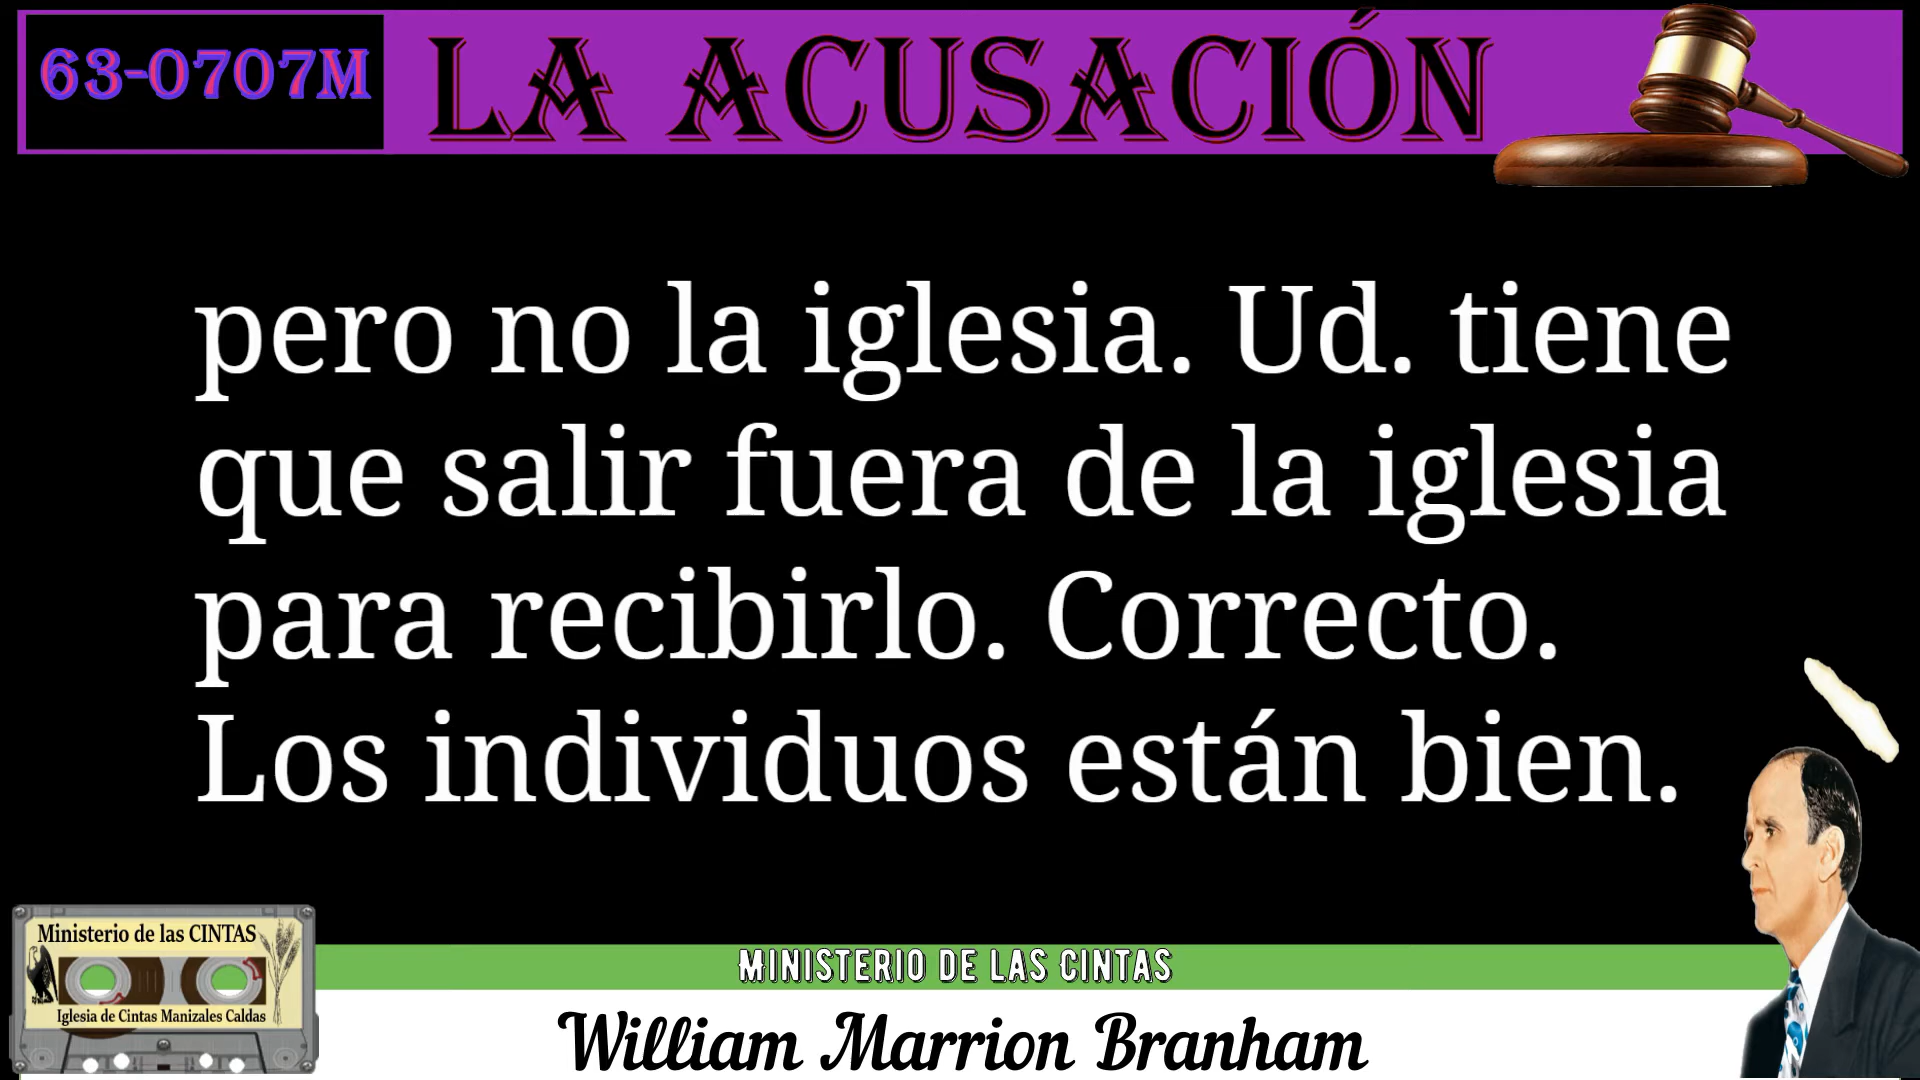 63-0707M
LA ACUSACIÓN
pero no la iglesia. Ud. tiene
que salir fuera de la iglesia
para recibirlo. Correcto.
Los individuos están bien.
Ministerio de las CINTAS
Iglesia de Cintas Manizales Caldas
MINISTERIO DE LAS CINTAS
William Marrion Branham